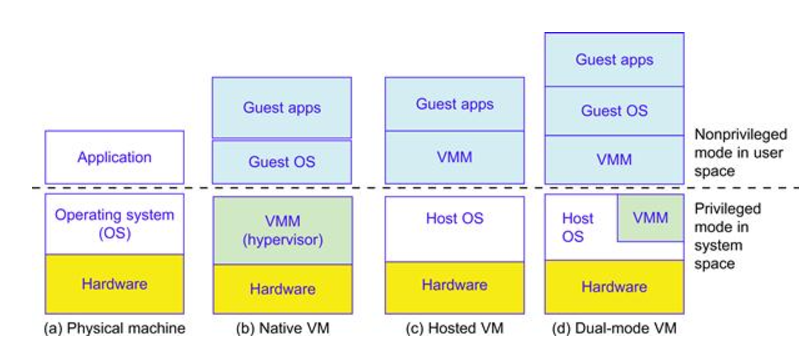 Application
Operating system
(OS)
Hardware
(a) Physical machine
Guest apps
Guest OS
VMM
(hypervisor)
Hardware
(b) Native VM
Guest apps
VMM
Host OS
Hardware
(c) Hosted VM
Guest apps
Guest OS
VMM
Host
OS
VMM
Hardware
(d) Dual-mode VM
Nonprivileged
mode in user
space
Privileged
mode in
system
space